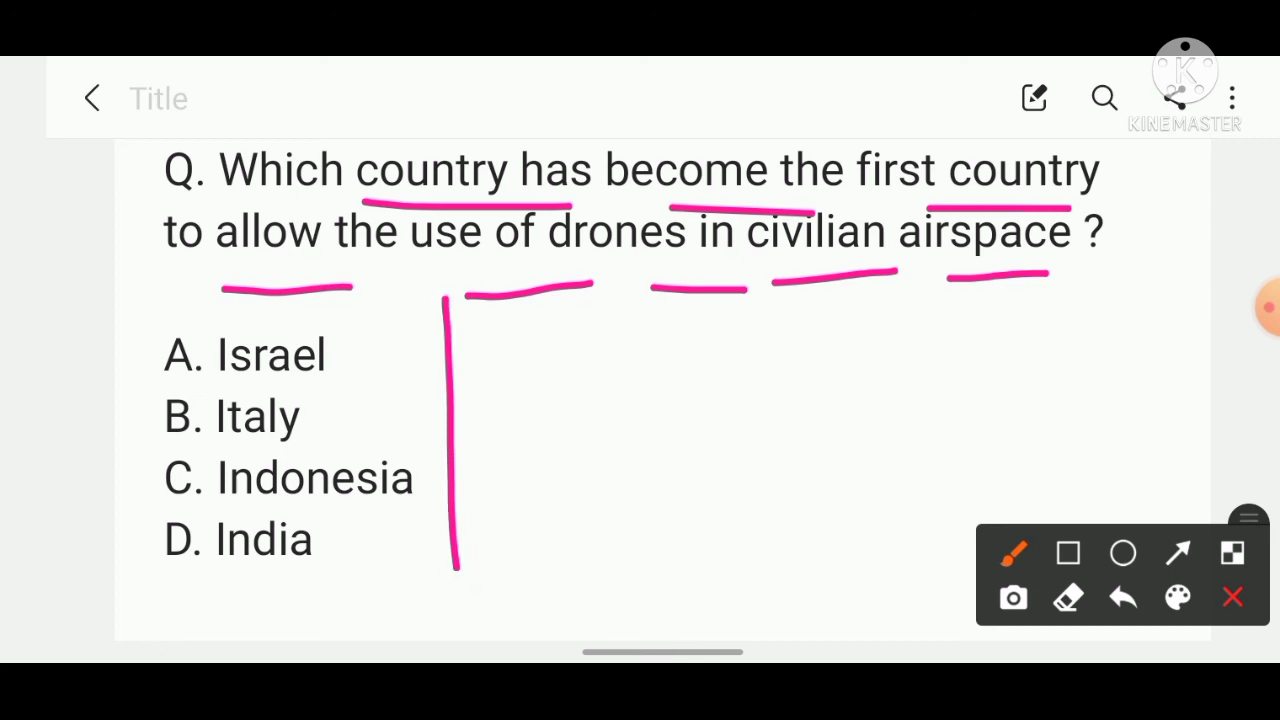 Title
KINEMASTER
Q. Which country has become the first country
to allow the use of drones in civilian airspace ?
A. Israel
B. Italy
C. Indonesia
D. India